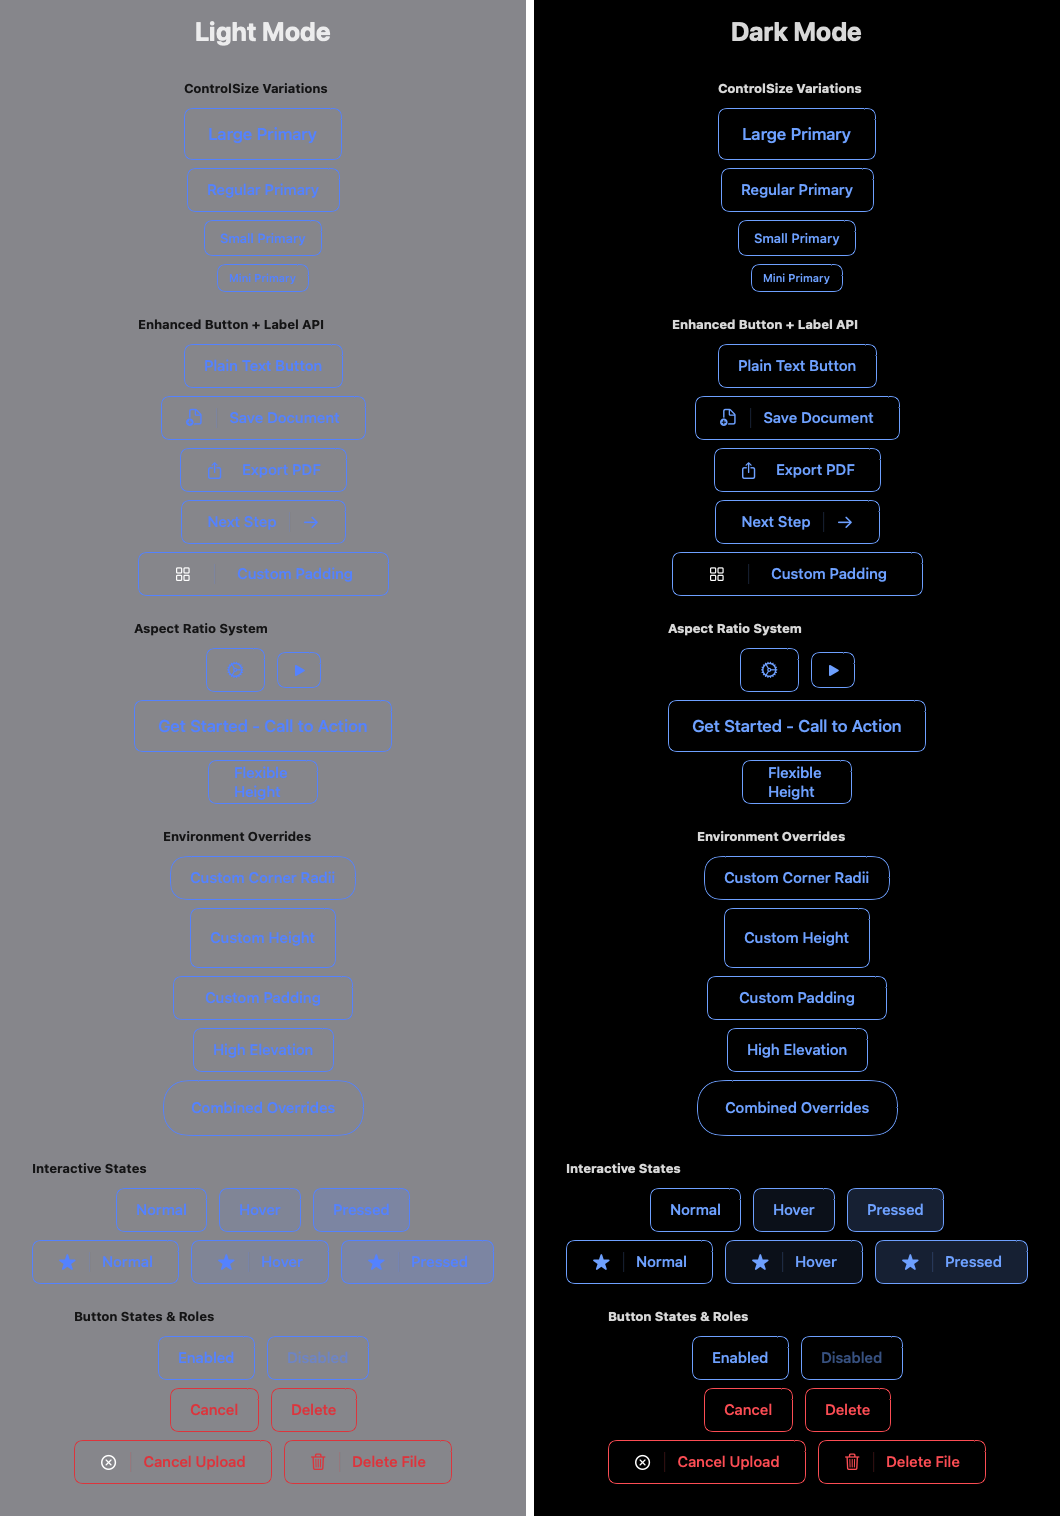 Light Mode
ControlSize Variations
Large Primary
Regular Primary
Small Primary
Mini Primary
Enhanced Button + Label API
Plain Text Button
Save Document
Export PDF
Next Step
Custom Padding
Aspect Ratio System
Get Started - Call to Action
Flexible
Height
Environment Overrides
Custom Corner Radii
Custom Height
Custom Padding
High Elevation
Combined Overrides
Interactive States
Normal Hover Pressed
Normal Hover Pressed
Button States & Roles
Enabled Disabled
Cancel Delete
Cancel Upload Delete File
Dark Mode
ControlSize Variations
Large Primary
Regular Primary
Small Primary
Mini Primary
Enhanced Button + Label API
Plain Text Button
Save Document
Export PDF
Next Step
Custom Padding
Aspect Ratio System
Get Started - Call to Action
Flexible
Height
Environment Overrides
Custom Corner Radii
Custom Height
Custom Padding
High Elevation
Combined Overrides
Interactive States
Normal Hover Pressed
Normal Hover Pressed
Button States & Roles
Enabled Disabled
Cancel Delete
Cancel Upload Delete File